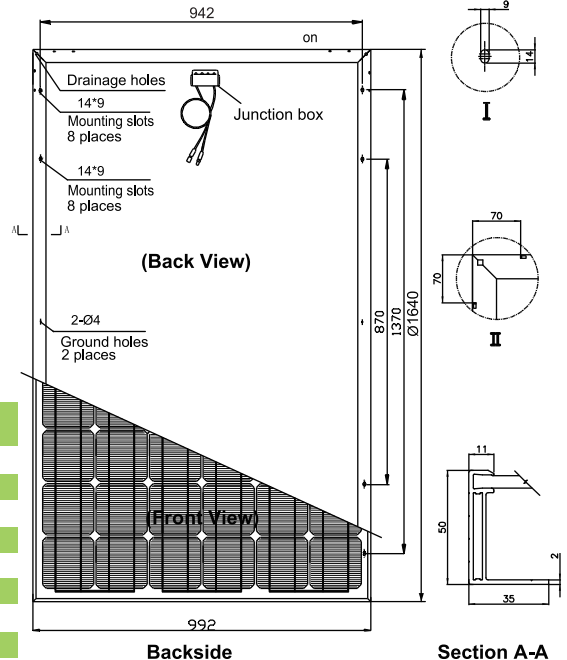 942
on
Drainage holes
14*9
Mounting slots
8 places
Junction box
14*9
Mounting slots
8 places
A
A
(Back View)
2-Ø4
Ground holes
2 places
870
1370
Ø1640
(Front View)
992
Backside
9
14
I
70
70
II
11
50
2
35
Section A-A